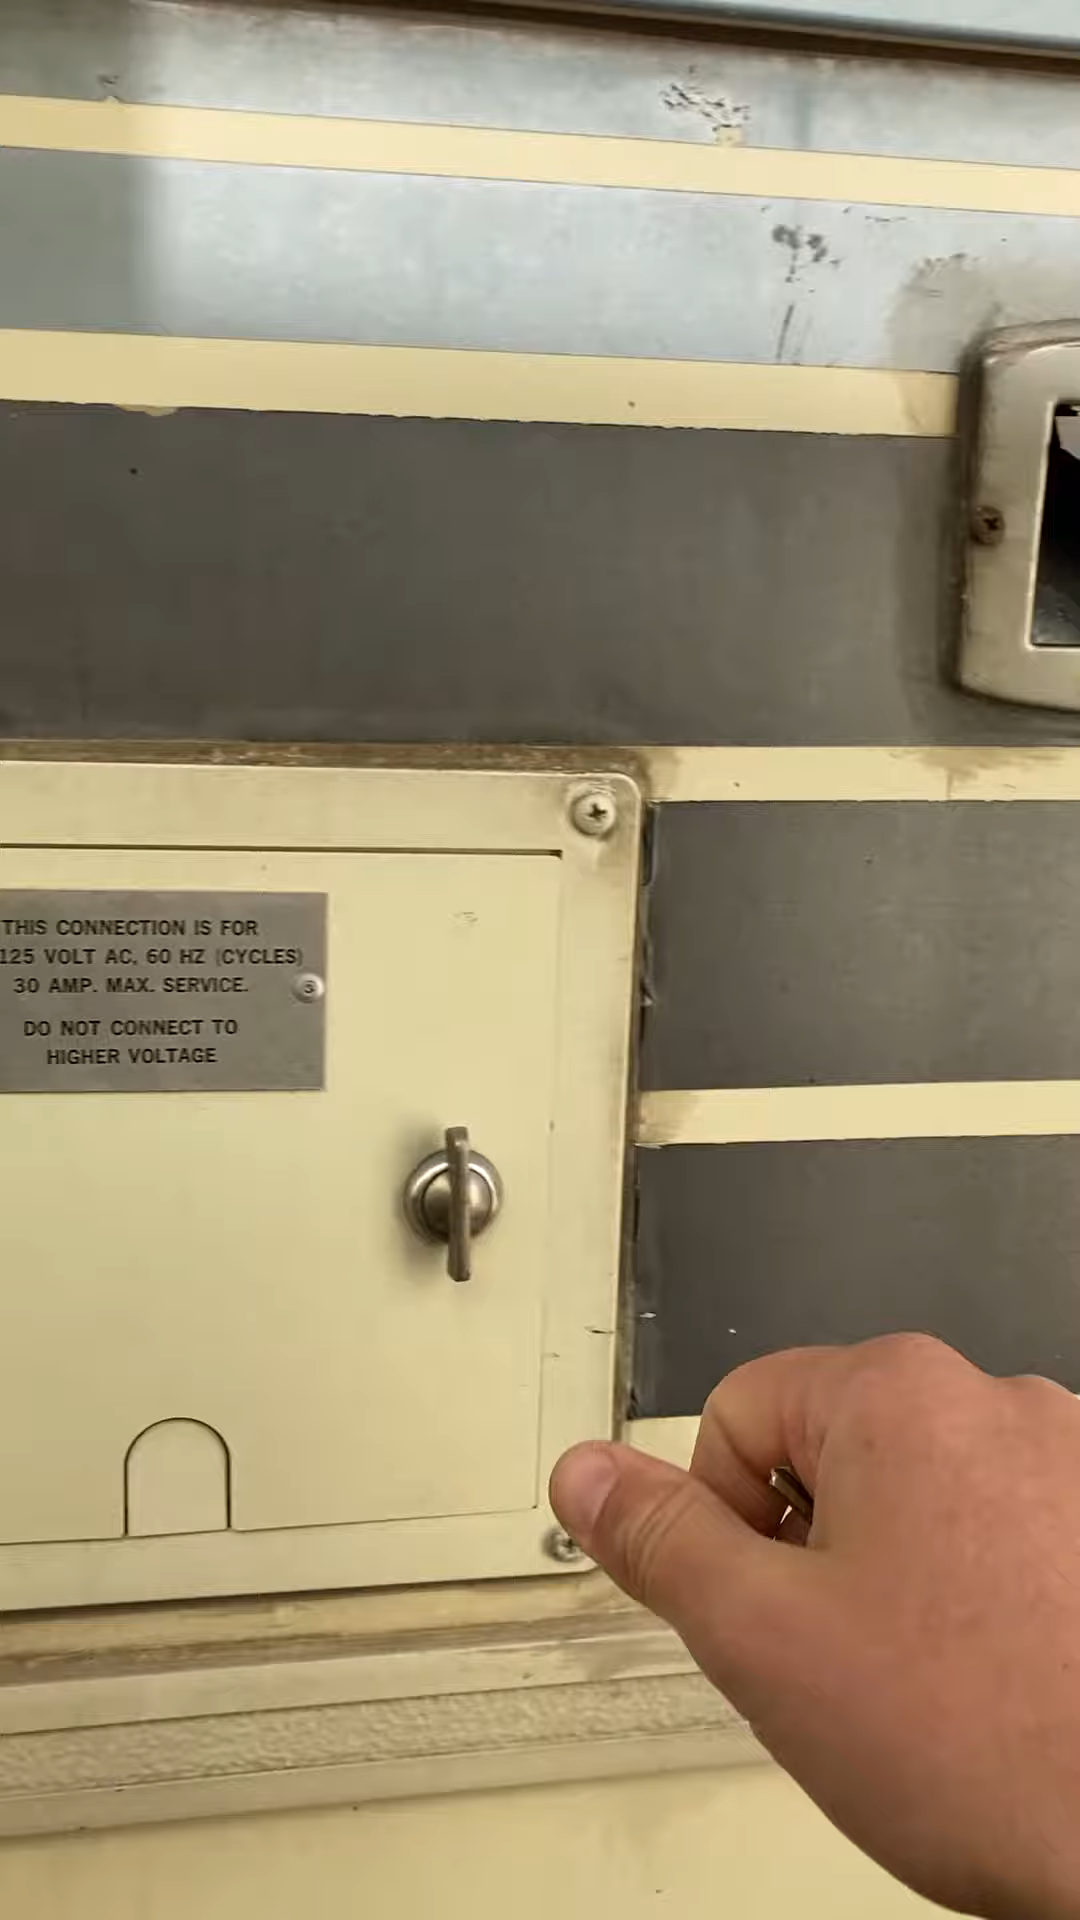 THIS CONNECTION IS FOR
125 VOLT AC, 60 HZ (CYCLES)
30 AMP. MAX. SERVICE.
DO NOT CONNECT TO
HIGHER VOLTAGE